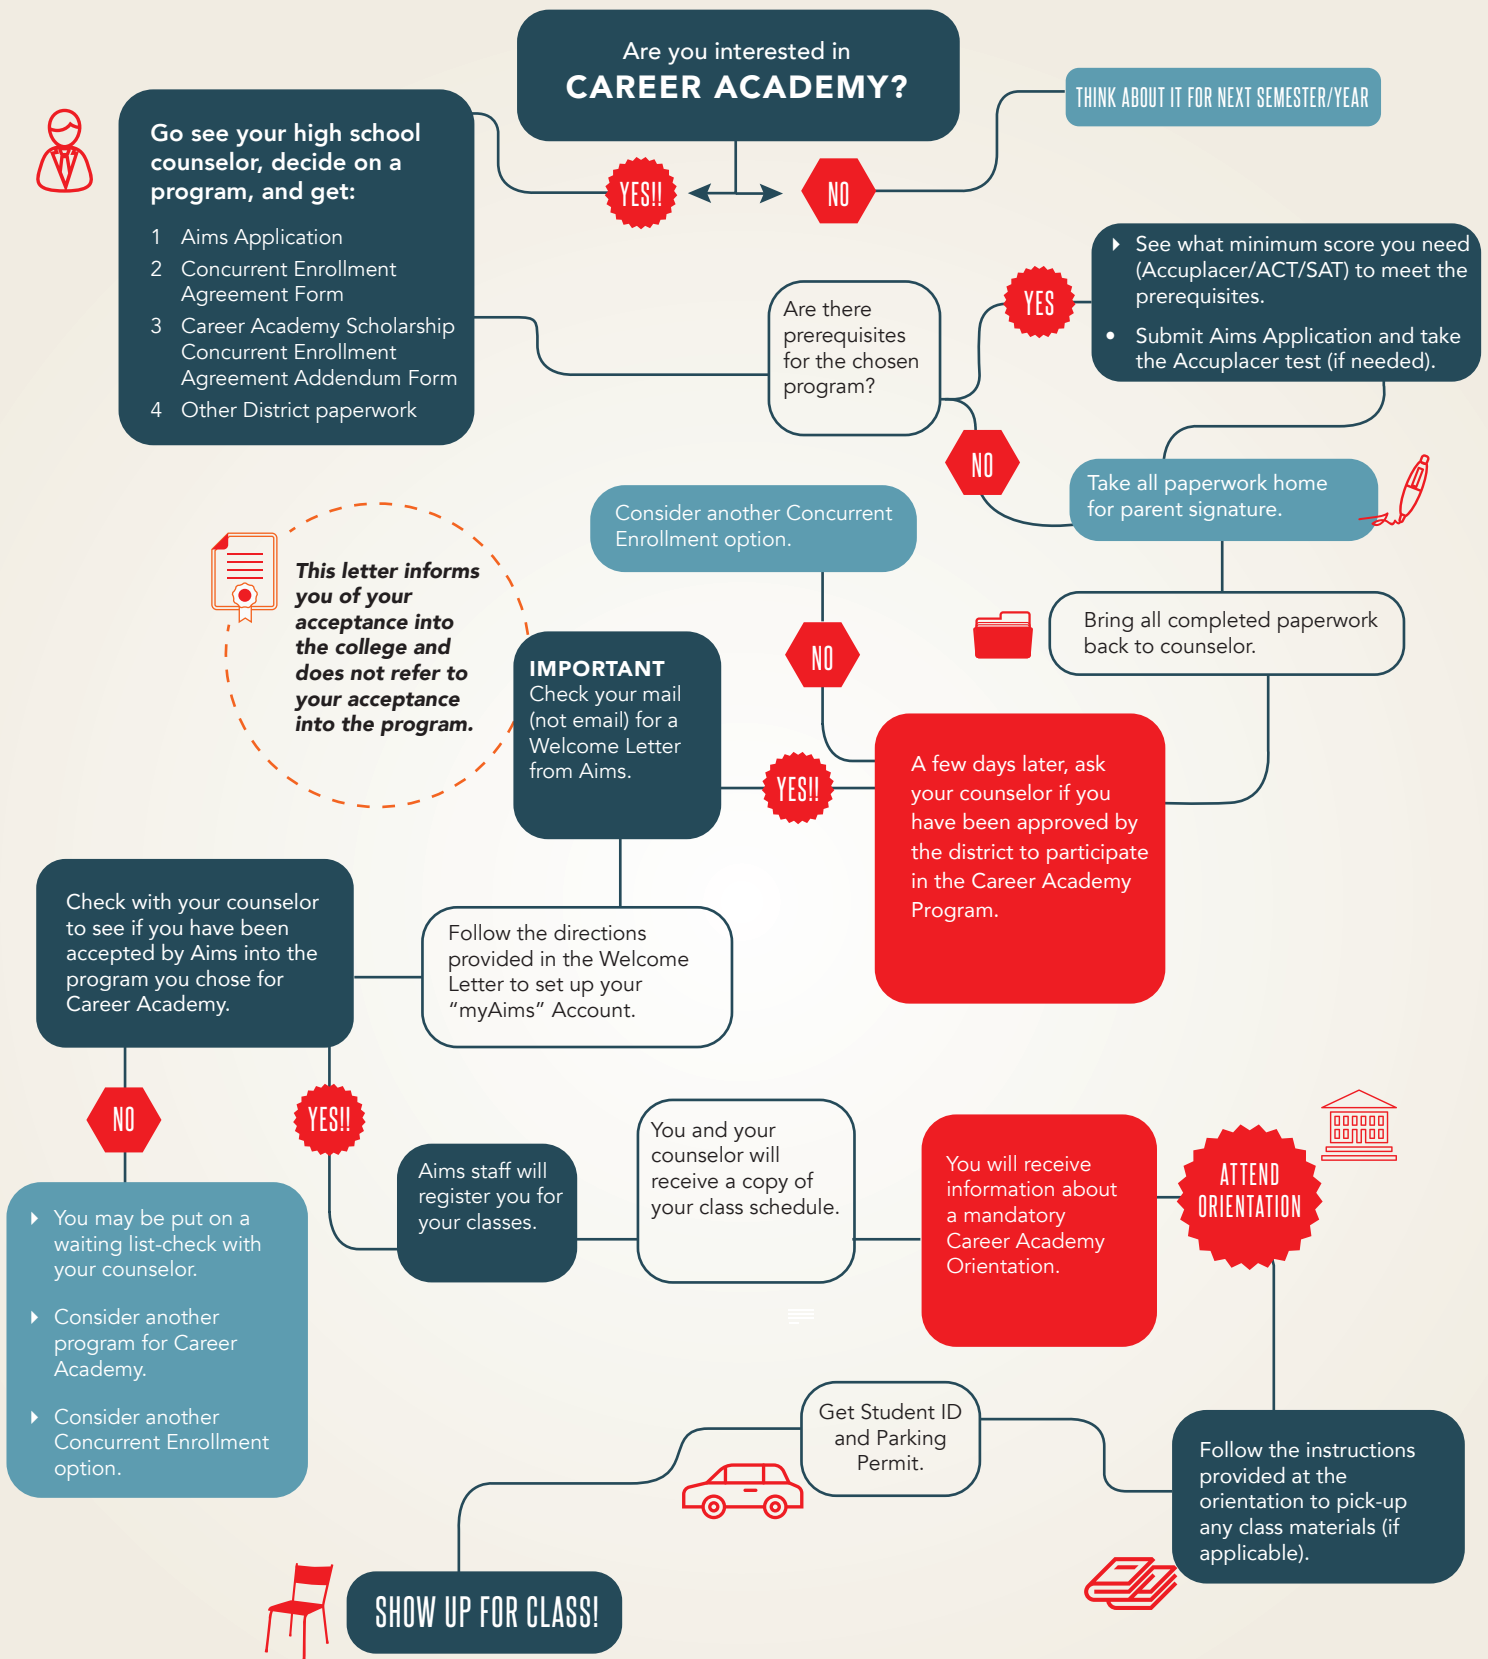 Are you interested in
CAREER ACADEMY?
THINK ABOUT IT FOR NEXT SEMESTER/YEAR
YES!!
NO
Go see your high school
counselor, decide on a
program, and get:
1 Aims Application
2 Concurrent Enrollment
Agreement Form
3 Career Academy Scholarship
Concurrent Enrollment
Agreement Addendum Form
4 Other District paperwork
Are there
prerequisites
for the chosen
program?
YES
‣ See what minimum score you need
(Accuplacer/ACT/SAT) to meet the
prerequisites.
• Submit Aims Application and take
the Accuplacer test (if needed).
NO
Take all paperwork home
for parent signature.
Bring all completed paperwork
back to counselor.
A few days later, ask
your counselor if you
have been approved by
the district to participate
in the Career Academy
Program.
NO
Consider another Concurrent
Enrollment option.
YES!!
IMPORTANT
Check your mail
(not email) for a
Welcome Letter
from Aims.
This letter informs
you of your
acceptance into
the college and
does not refer to
your acceptance
into the program.
Follow the directions
provided in the Welcome
Letter to set up your
“myAims” Account.
Check with your counselor
to see if you have been
accepted by Aims into the
program you chose for
Career Academy.
NO
‣ You may be put on a
waiting list-check with
your counselor.
‣ Consider another
program for Career
Academy.
‣ Consider another
Concurrent Enrollment
option.
YES!!
Aims staff will
register you for
your classes.
You and your
counselor will
receive a copy of
your class schedule.
You will receive
information about
a mandatory
Career Academy
Orientation.
ATTEND
ORIENTATION
Follow the instructions
provided at the
orientation to pick-up
any class materials (if
applicable).
Get Student ID
and Parking
Permit.
SHOW UP FOR CLASS!